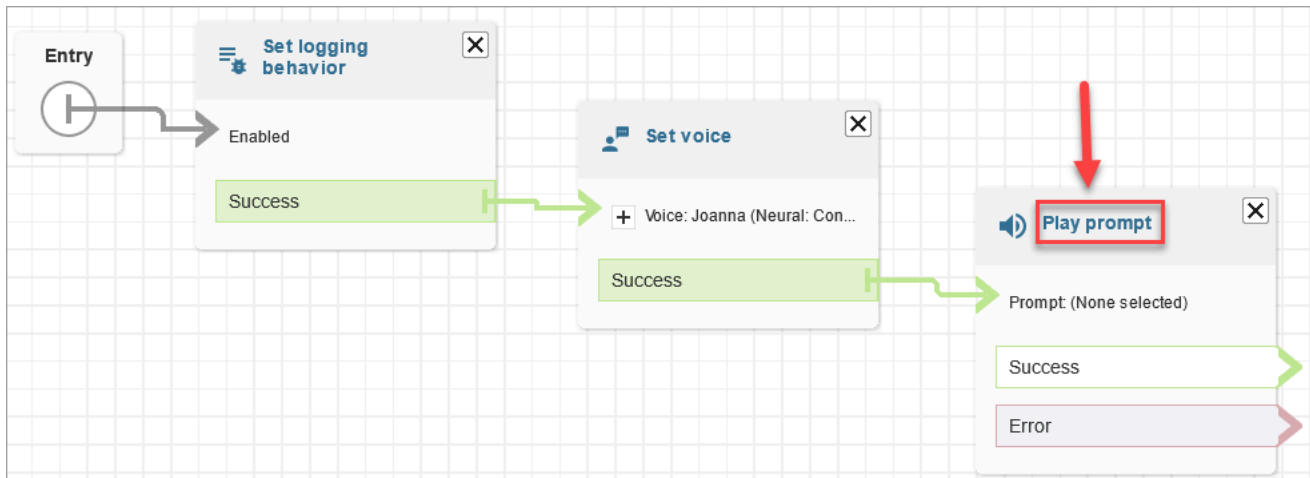 Entry
Set logging
behavior
Enabled
Success
Set voice
Voice: Joanna (Neural: Con...
Success
Play prompt
Prompt: (None selected)
Success
Error